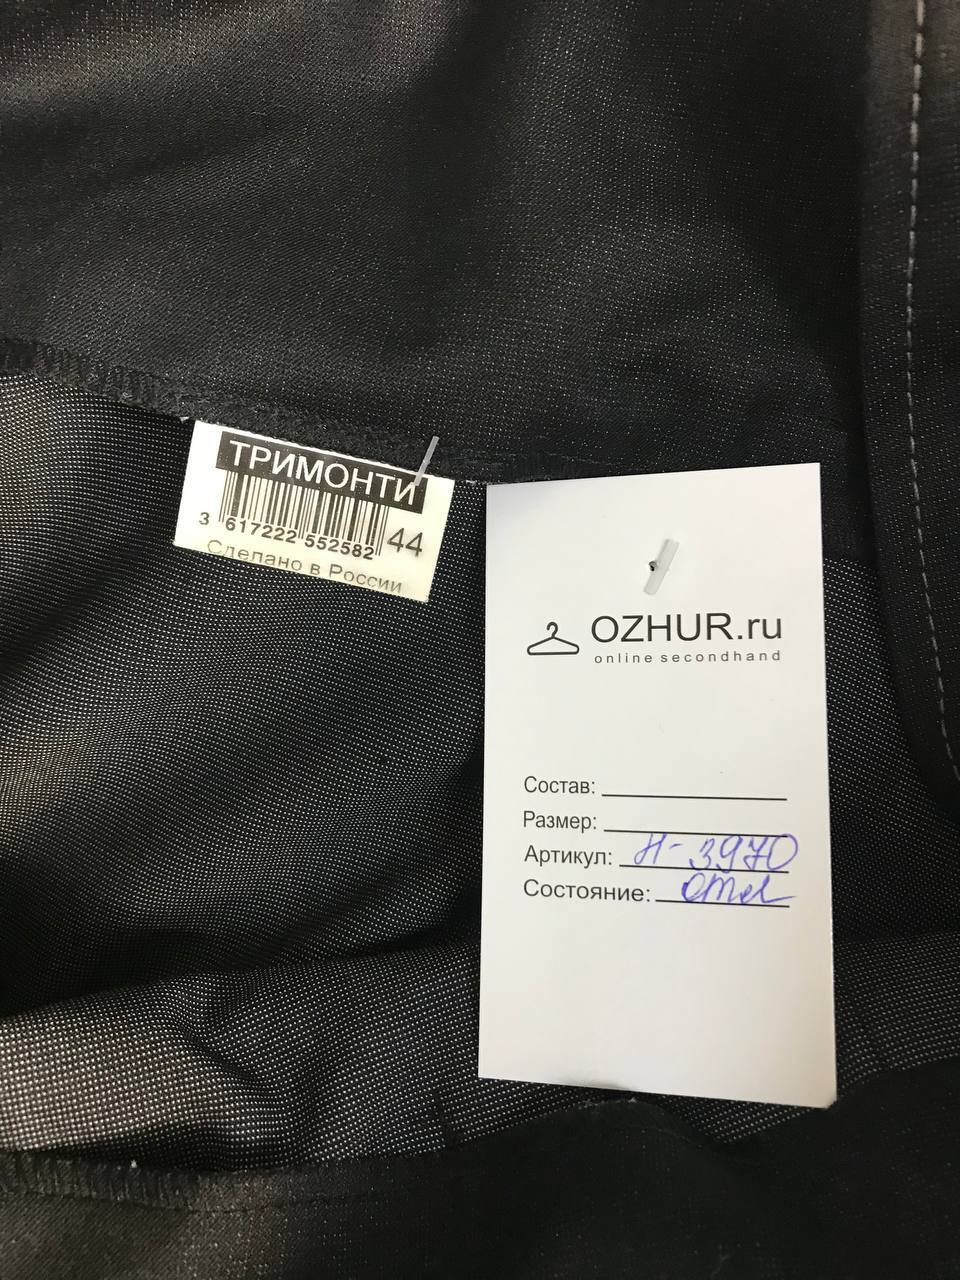 ТРИМОНТИ
3 617222 552582 44
Сделано в России
OZHUR.ru
online secondhand
Состав:
Размер:
Артикул: Н-3970
Состояние: отл